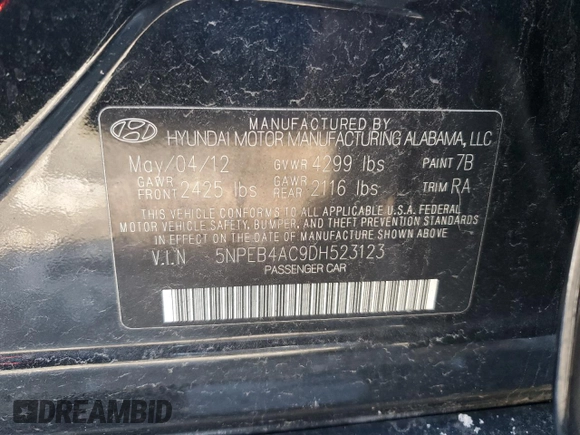 MANUFACTURED BY
HYUNDAI MOTOR MANUFACTURING ALABAMA, LLC
May/04/12 GVWR 4299 lbs PAINT 7B
GAWR FRONT 2425 lbs GAWR REAR 2116 lbs TRIM RA
THIS VEHICLE CONFORMS TO ALL APPLICABLE U.S.A. FEDERAL
MOTOR VEHICLE SAFETY, BUMPER, AND THEFT PREVENTION STANDARDS
IN EFFECT ON THE DATE OF MANUFACTURE SHOWN ABOVE
V.I.N 5NPEB4AC9DH523123
PASSENGER CAR
DREAMBID